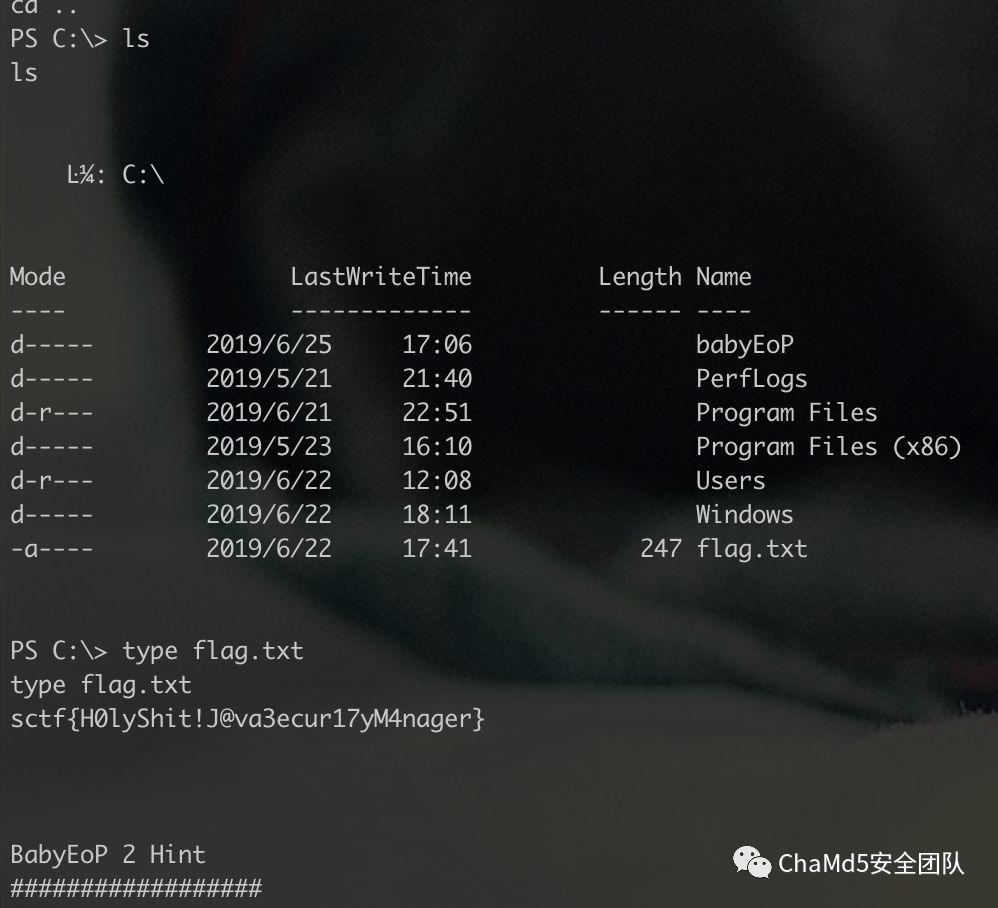 cd ..
PS C:\> ls
ls
Ŀ¼: C:\
Mode LastWriteTime Length Name
---- ------------- ------ ----
d----- 2019/6/25 17:06 babyEoP
d----- 2019/5/21 21:40 PerfLogs
d-r--- 2019/6/21 22:51 Program Files
d----- 2019/5/23 16:10 Program Files (x86)
d-r--- 2019/6/22 12:08 Users
d----- 2019/6/22 18:11 Windows
-a---- 2019/6/22 17:41 247 flag.txt
PS C:\> type flag.txt
type flag.txt
sctf{H0lyShit!J@va3ecur17yM4nager}
BabyEoP 2 Hint
##################
ChaMd5安全团队